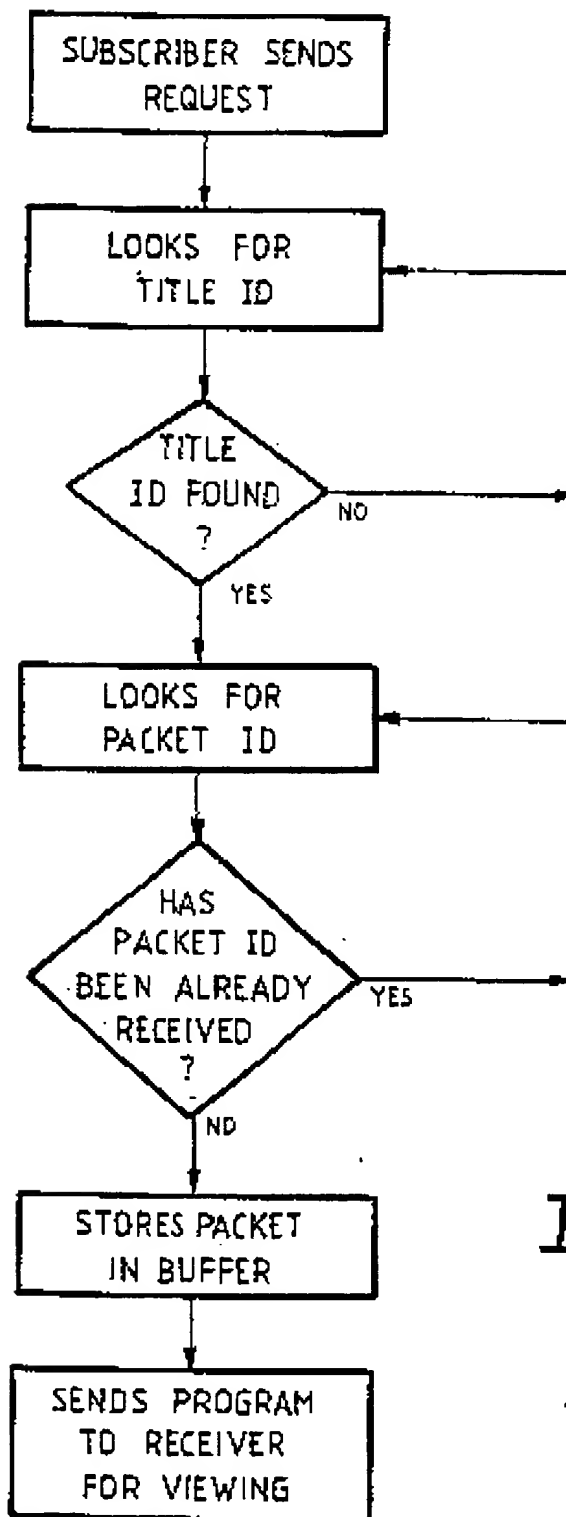 SUBSCRIBER SENDS
REQUEST
LOOKS FOR
TITLE ID
TITLE
ID FOUND
?
NO
YES
LOOKS FOR
PACKET ID
HAS
PACKET ID
BEEN ALREADY
RECEIVED
?
YES
NO
STORES PACKET
IN BUFFER
SENDS PROGRAM
TO RECEIVER
FOR VIEWING